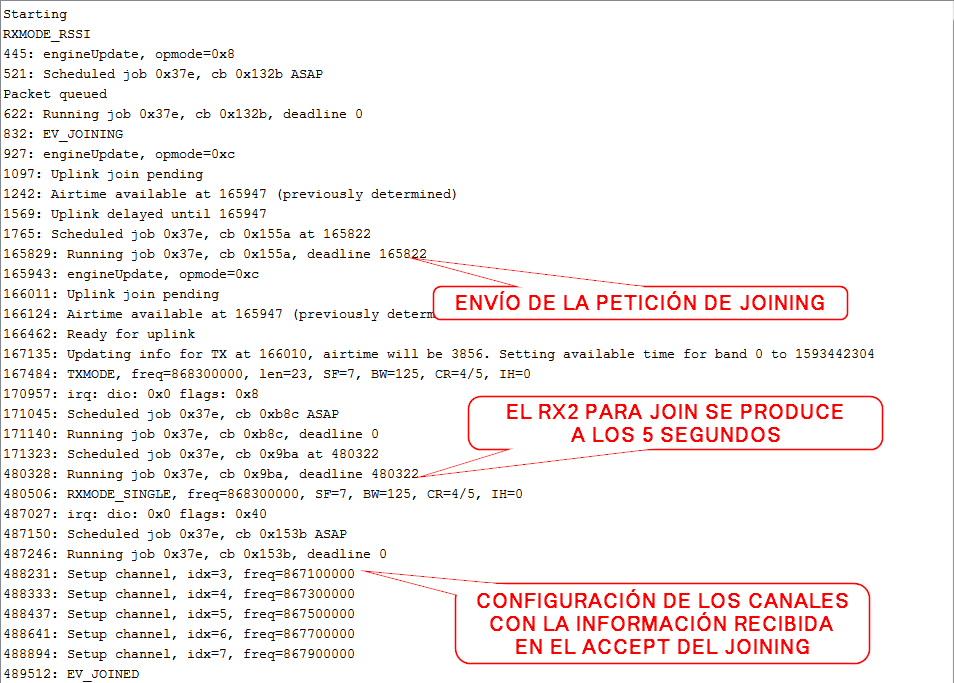 Starting
RXMODE_RSSI
445: engineUpdate, opmode=0x8
521: Scheduled job 0x37e, cb 0x132b ASAP
Packet queued
622: Running job 0x37e, cb 0x132b, deadline 0
832: EV_JOINING
927: engineUpdate, opmode=0xc
1097: Uplink join pending
1242: Airtime available at 165947 (previously determined)
1569: Uplink delayed until 165947
1765: Scheduled job 0x37e, cb 0x155a at 165822
165829: Running job 0x37e, cb 0x155a, deadline 165822
165943: engineUpdate, opmode=0xc
166011: Uplink join pending
ENVÍO DE LA PETICIÓN DE JOINING
166124: Airtime available at 165947 (previously determ
166462: Ready for uplink
167135: Updating info for TX at 166010, airtime will be 3856. Setting available time for band 0 to 1593442304
167484: TXMODE, freq=868300000, len=23, SF=7, BW=125, CR=4/5, IH=0
170957: irq: dio: 0x0 flags: 0x8
171045: Scheduled job 0x37e, cb 0xb8c ASAP
171140: Running job 0x37e, cb 0xb8c, deadline 0
EL RX2 PARA JOIN SE PRODUCE
A LOS 5 SEGUNDOS
171323: Scheduled job 0x37e, cb 0x9ba at 480322
480328: Running job 0x37e, cb 0x9ba, deadline 480322
480506: RXMODE_SINGLE, freq=868300000, SF=7, BW=125, CR=4/5, IH=0
487027: irq: dio: 0x0 flags: 0x40
487150: Scheduled job 0x37e, cb 0x153b ASAP
487246: Running job 0x37e, cb 0x153b, deadline 0
488231: Setup channel, idx=3, freq=867100000
488333: Setup channel, idx=4, freq=867300000
488437: Setup channel, idx=5, freq=867500000
488641: Setup channel, idx=6, freq=867700000
488894: Setup channel, idx=7, freq=867900000
CONFIGURACIÓN DE LOS CANALES
CON LA INFORMACIÓN RECIBIDA
EN EL ACCEPT DEL JOINING
489512: EV_JOINED